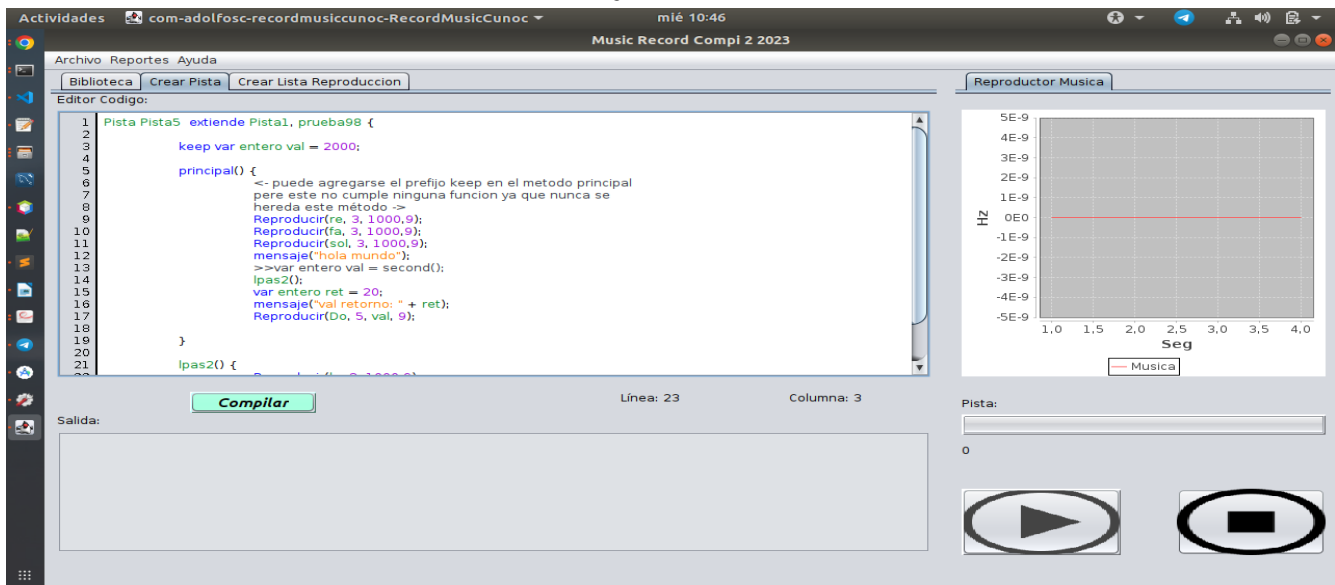 Actividades com-adolfosc-recordmusiccunoc-RecordMusicCunoc mié 10:46
Music Record Compi 2 2023
Archivo Reportes Ayuda
Biblioteca Crear Pista Crear Lista Reproduccion
Editor Codigo:
1 Pista Pista5 extiende Pista1, prueba98 {
2
3 keep var entero val = 2000;
4
5 principal() {
6 <- puede agregarse el prefijo keep en el metodo principal
7 pere este no cumple ninguna funcion ya que nunca se
8 hereda este método ->
9 Reproducir(re, 3, 1000,9);
10 Reproducir(fa, 3, 1000,9);
11 Reproducir(sol, 3, 1000,9);
12 mensaje("hola mundo");
13 >>var entero val = second();
14 lpas2();
15 var entero ret = 20;
16 mensaje("val retorno: " + ret);
17 Reproducir(Do, 5, val, 9);
18
19 }
20
21 lpas2() {
Compilar
Línea: 23
Columna: 3
Salida:
Reproductor Musica
5E-9
4E-9
3E-9
2E-9
1E-9
0E0
-1E-9
-2E-9
-3E-9
-4E-9
-5E-9
Hz
1,0 1,5 2,0 2,5 3,0 3,5 4,0
Seg
Musica
Pista:
0